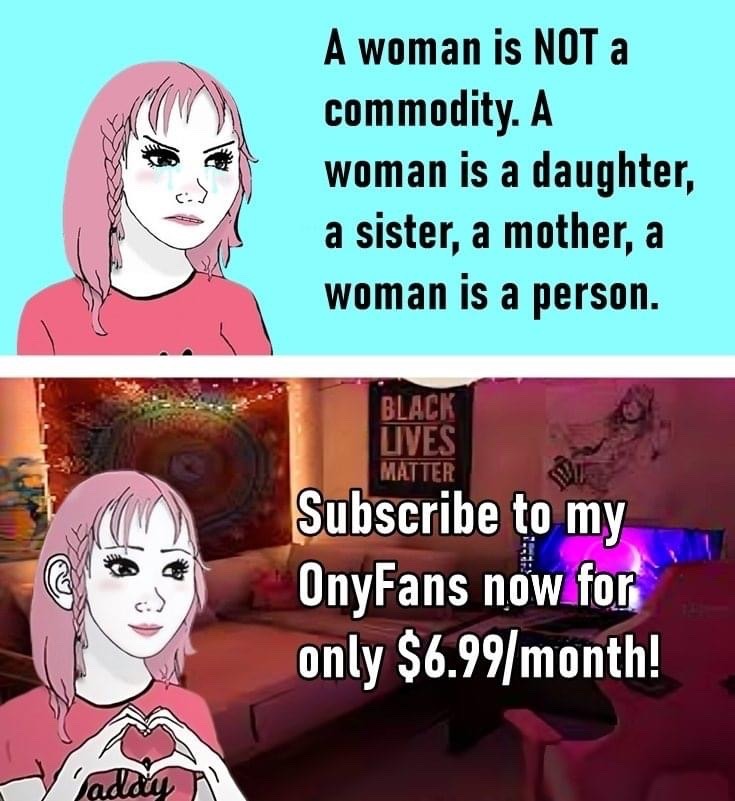 A woman is NOT a
commodity. A
woman is a daughter,
a sister, a mother, a
woman is a person.
BLACK
LIVES
MATTER
Subscribe to my
OnyFans now for
only $6.99/month!